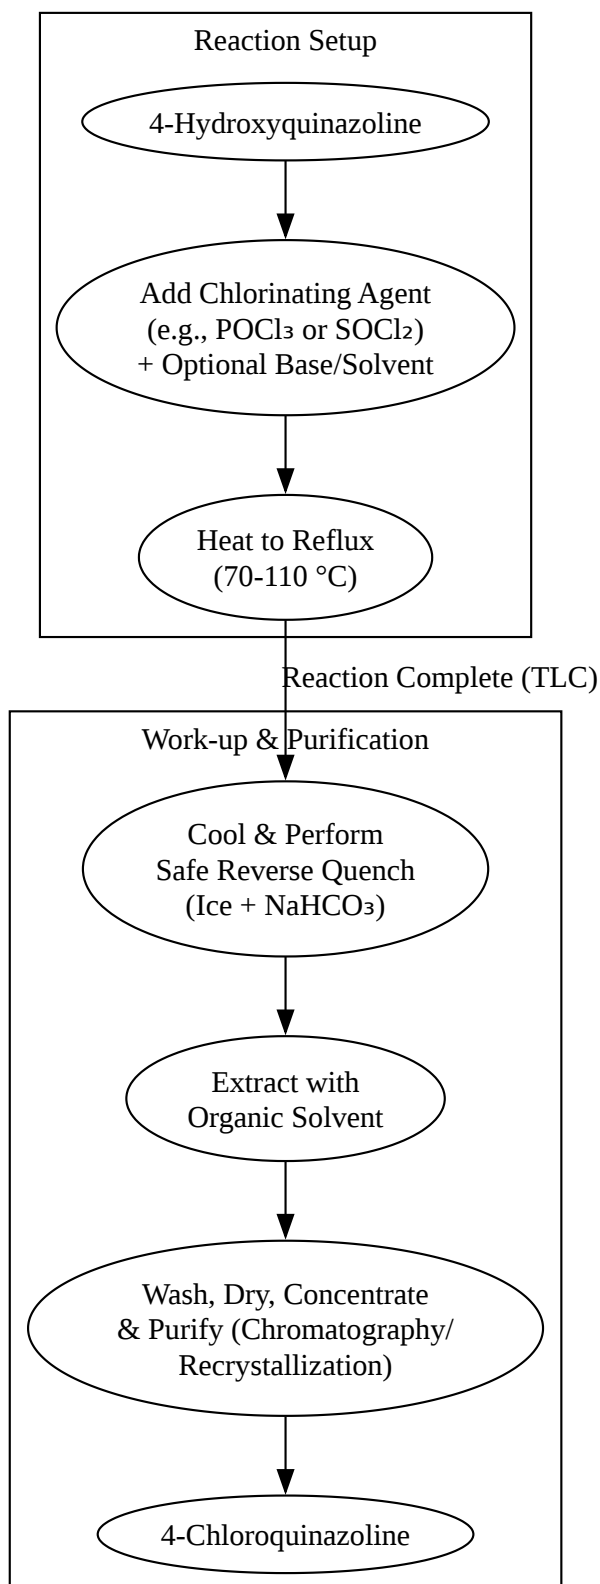 Reaction Setup
4-Hydroxyquinazoline
Add Chlorinating Agent
(e.g., POCl₃ or SOCl₂)
+ Optional Base/Solvent
Heat to Reflux
(70-110 °C)
Reaction Complete (TLC)
Work-up & Purification
Cool & Perform
Safe Reverse Quench
(Ice + NaHCO₃)
Extract with
Organic Solvent
Wash, Dry, Concentrate
& Purify (Chromatography/
Recrystallization)
4-Chloroquinazoline